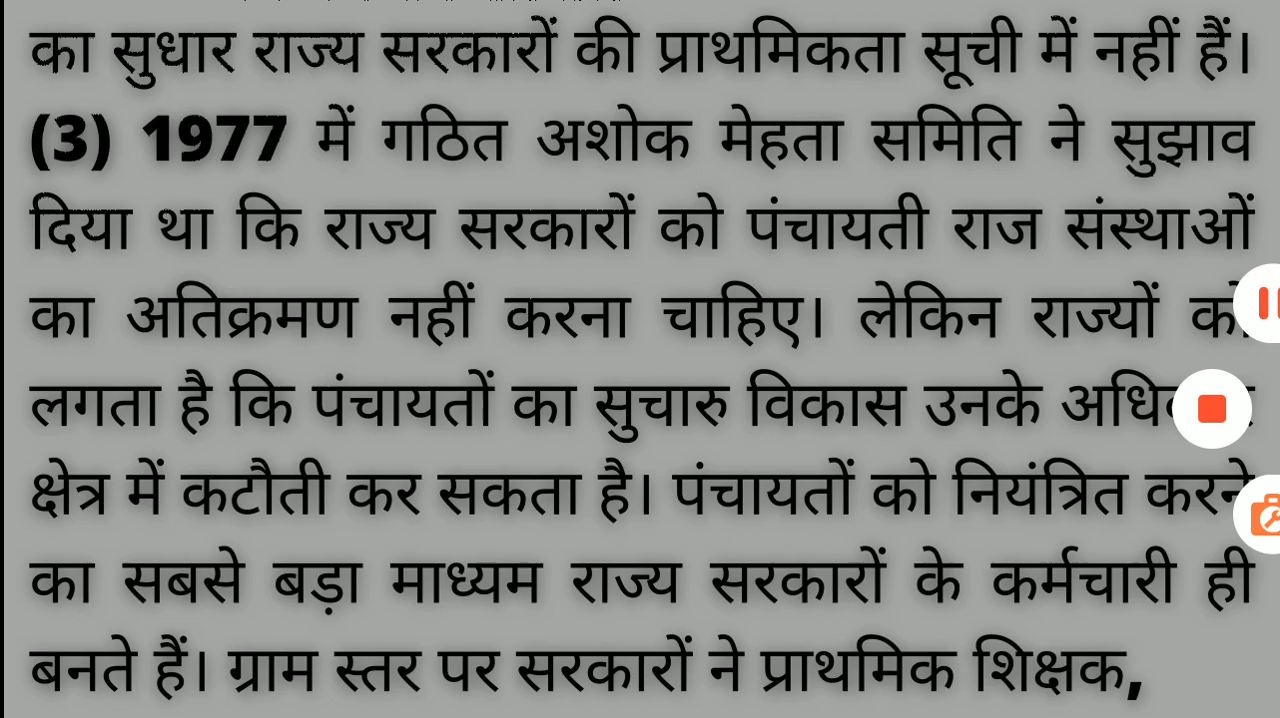 का सुधार राज्य सरकारों की प्राथमिकता सूची में नहीं हैं।
(3) 1977 में गठित अशोक मेहता समिति ने सुझाव
दिया था कि राज्य सरकारों को पंचायती राज संस्थाओं
का अतिक्रमण नहीं करना चाहिए। लेकिन राज्यों को
लगता है कि पंचायतों का सुचारु विकास उनके
क्षेत्र में कटौती कर सकता है। पंचायतों को नियंत्रित करने
का सबसे बड़ा माध्यम राज्य सरकारों के कर्मचारी ही
बनते हैं। ग्राम स्तर पर सरकारों ने प्राथमिक शिक्षक,